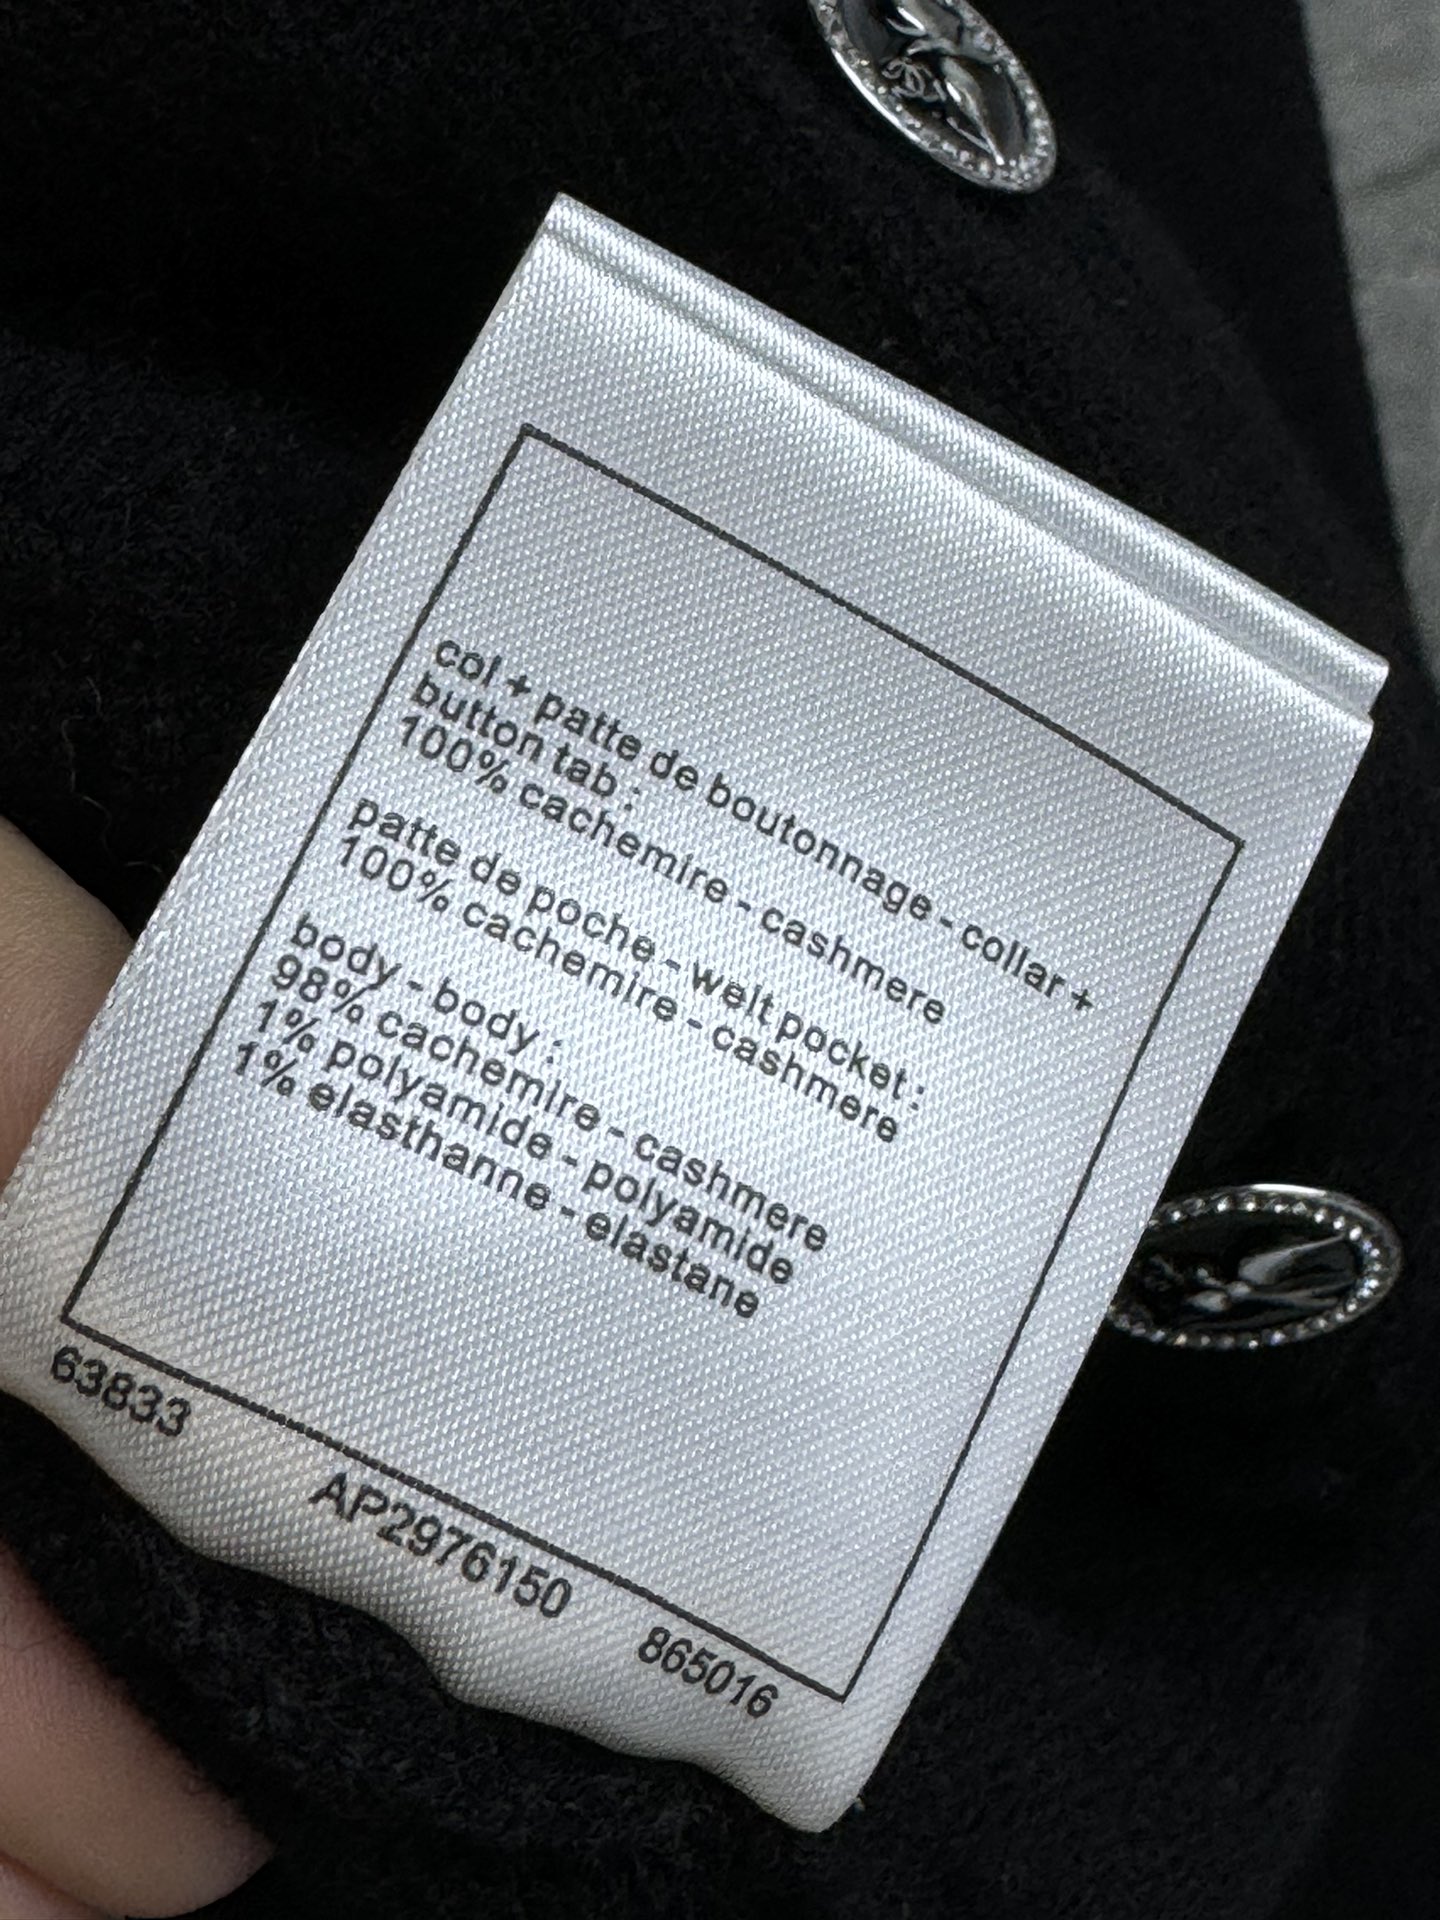 col + patte de boutonnage - collar +
button tab :
100% cachemire - cashmere
patte de poche - welt pocket :
100% cachemire - cashmere
body - body :
98% cachemire - cashmere
1% polyamide - polyamide
1% elasthanne - elastane
63833
AP2976150
865016